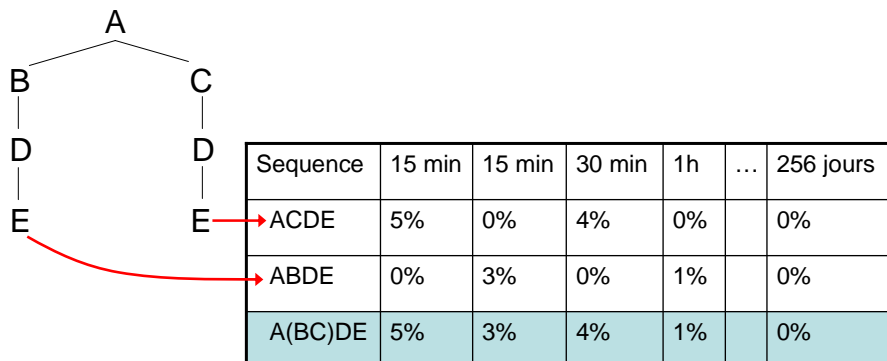 A
B C
D D
E E
Sequence 15 min 15 min 30 min 1h … 256 jours
ACDE 5% 0% 4% 0% 0%
ABDE 0% 3% 0% 1% 0%
A(BC)DE 5% 3% 4% 1% 0%